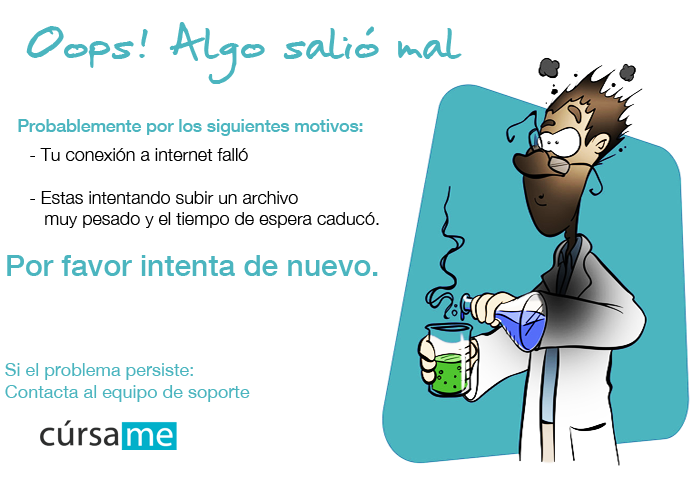 Oops! Algo salió mal
Probablemente por los siguientes motivos:
- Tu conexión a internet falló
- Estas intentando subir un archivo
muy pesado y el tiempo de espera caducó.
Por favor intenta de nuevo.
Si el problema persiste:
Contacta al equipo de soporte
cúrsame